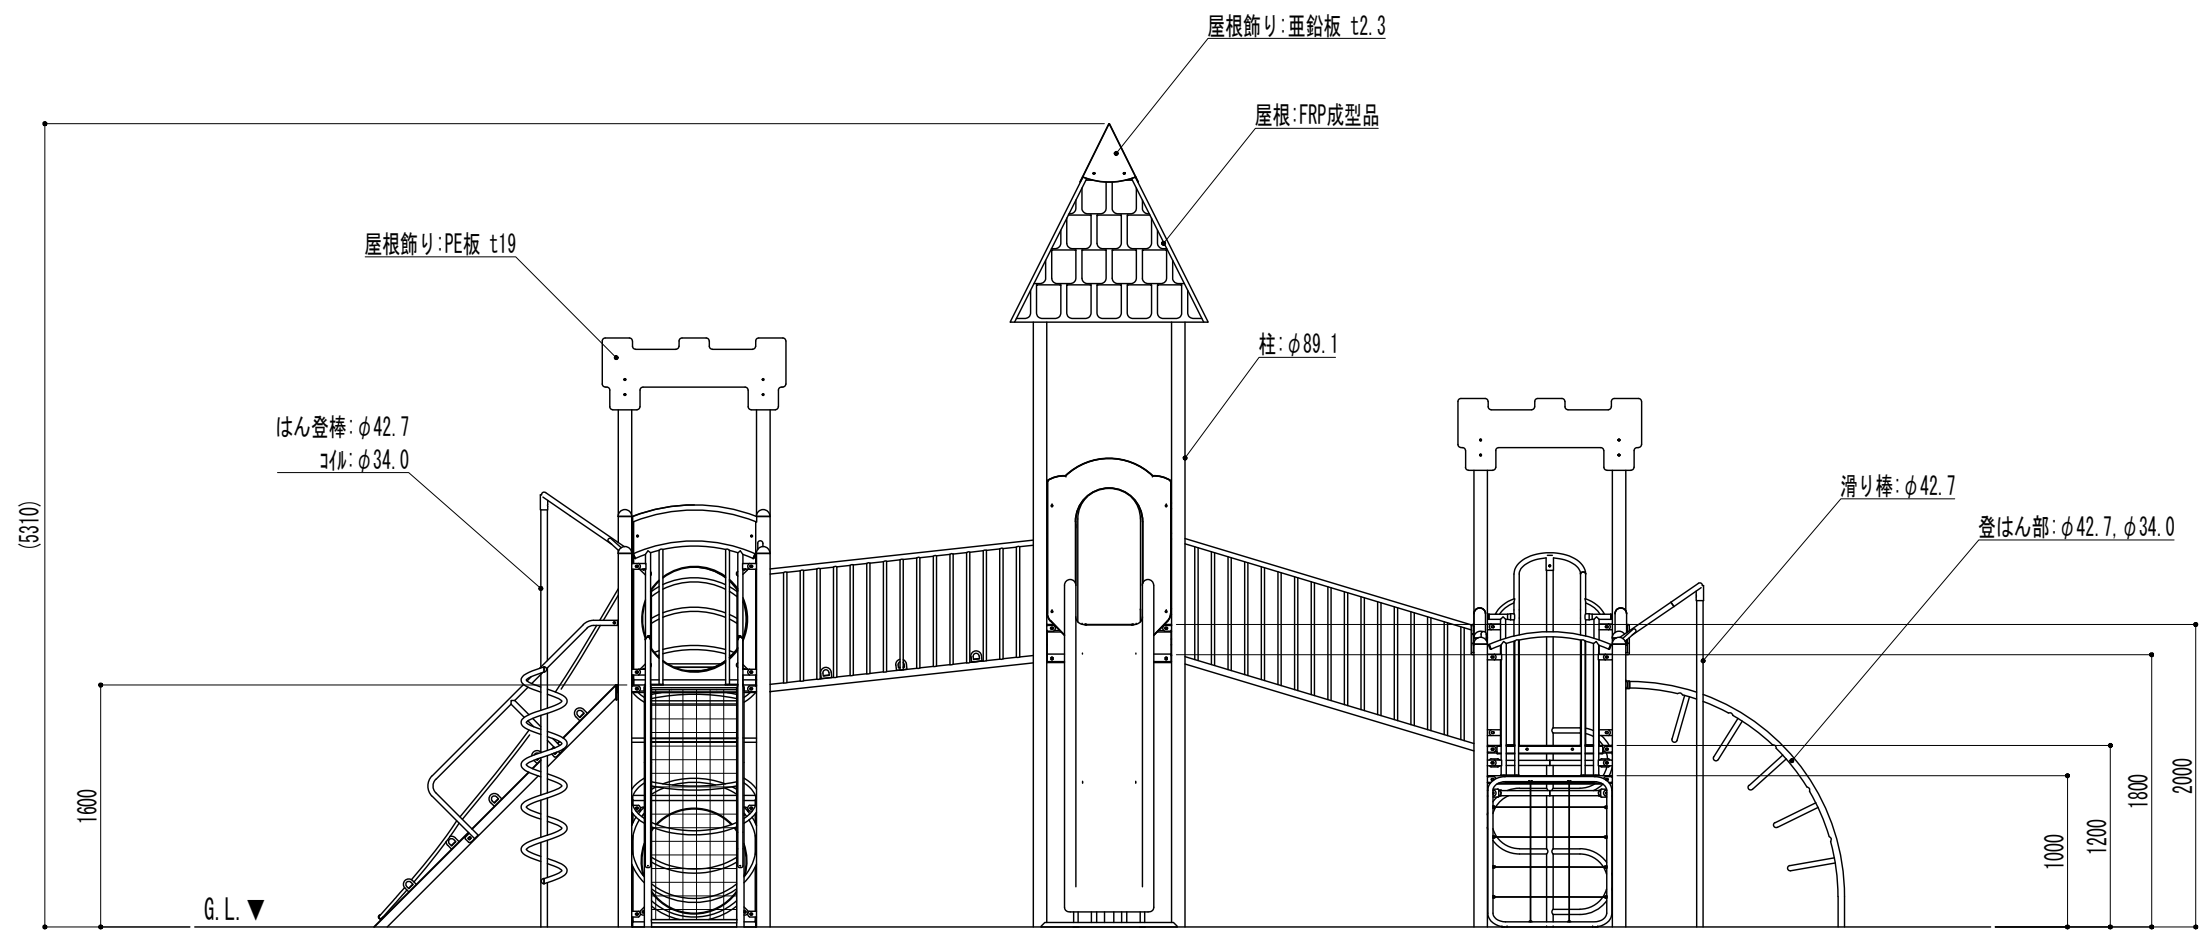 屋根飾り:亜鉛板 t2.3
屋根:FRP成型品
屋根飾り:PE板 t19
柱:φ89.1
はん登棒:φ42.7
ｺｲﾙ:φ34.0
滑り棒:φ42.7
登はん部:φ42.7,φ34.0
(5310)
1600
G.L.▼
1000
1200
1800
2000